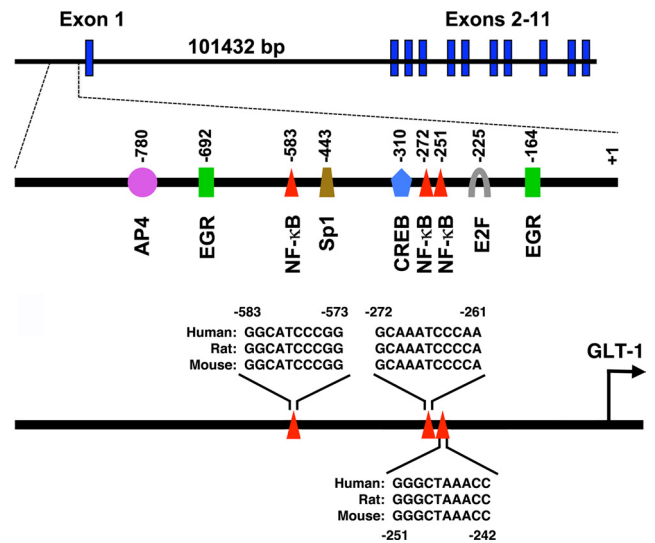 Exon 1
Exons 2-11
101432 bp
-780
-692
-583
-443
-310
-272
-251
-225
-164
+1
AP4
EGR
NF-κB
Sp1
CREB
NF-κB
NF-κB
E2F
EGR
-583 -573 -272 -261
Human: GGCATCCCGG GCAAATCCCAA
Rat: GGCATCCCGG GCAAATCCCCA
Mouse: GGCATCCCGG GCAAATCCCCA
GLT-1
Human: GGGCTAAACC
Rat: GGGCTAAACC
Mouse: GGGCTAAACC
-251 -242